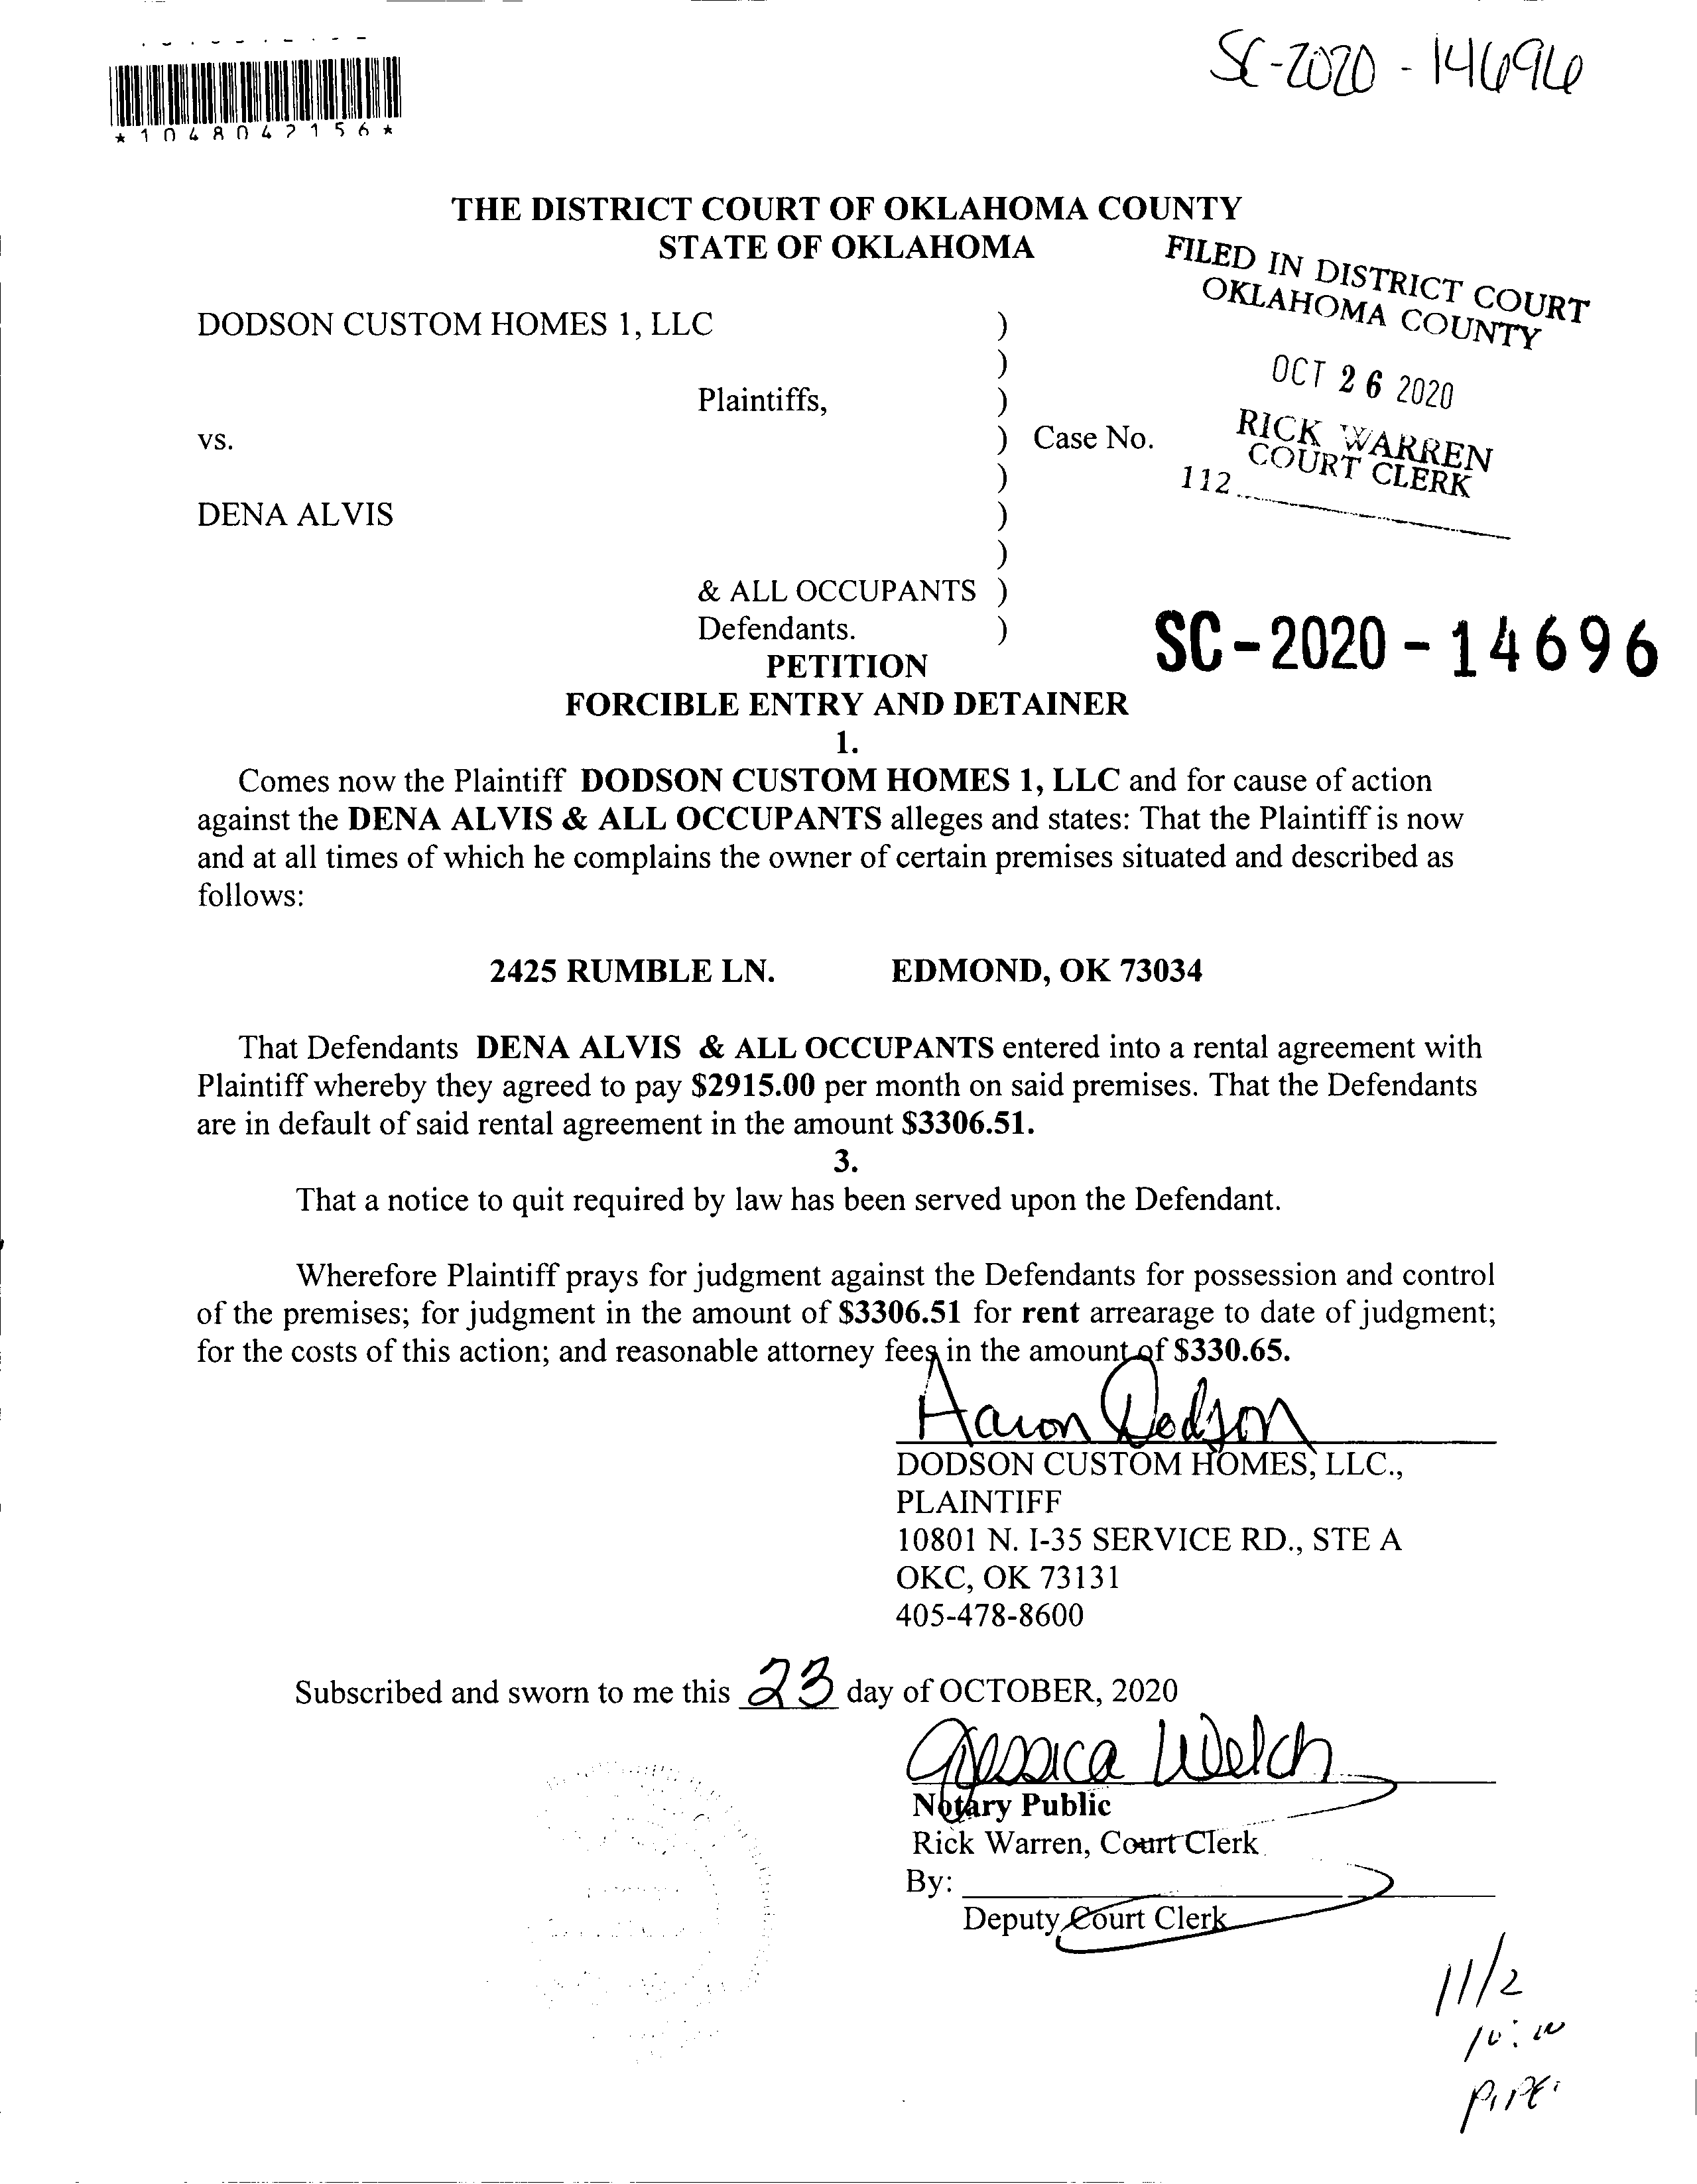 SC-2020-14696
*1048042156*
THE DISTRICT COURT OF OKLAHOMA COUNTY
STATE OF OKLAHOMA
FILED IN DISTRICT COURT
OKLAHOMA COUNTY
OCT 26 2020
RICK WARREN
COURT CLERK
112
DODSON CUSTOM HOMES 1, LLC )
)
Plaintiffs, )
vs. ) Case No.
)
DENA ALVIS )
)
& ALL OCCUPANTS )
Defendants. )
SC-2020-14696
PETITION
FORCIBLE ENTRY AND DETAINER
1.
Comes now the Plaintiff DODSON CUSTOM HOMES 1, LLC and for cause of action
against the DENA ALVIS & ALL OCCUPANTS alleges and states: That the Plaintiff is now
and at all times of which he complains the owner of certain premises situated and described as
follows:
2425 RUMBLE LN. EDMOND, OK 73034
That Defendants DENA ALVIS & ALL OCCUPANTS entered into a rental agreement with
Plaintiff whereby they agreed to pay $2915.00 per month on said premises. That the Defendants
are in default of said rental agreement in the amount $3306.51.
3.
That a notice to quit required by law has been served upon the Defendant.
Wherefore Plaintiff prays for judgment against the Defendants for possession and control
of the premises; for judgment in the amount of $3306.51 for rent arrearage to date of judgment;
for the costs of this action; and reasonable attorney fees in the amount of $330.65.
Aaron Dodson
DODSON CUSTOM HOMES, LLC.,
PLAINTIFF
10801 N. I-35 SERVICE RD., STE A
OKC, OK 73131
405-478-8600
Subscribed and sworn to me this 23 day of OCTOBER, 2020
Jessica Welch
Notary Public
Rick Warren, Court Clerk
By:
Deputy Court Clerk
11/2